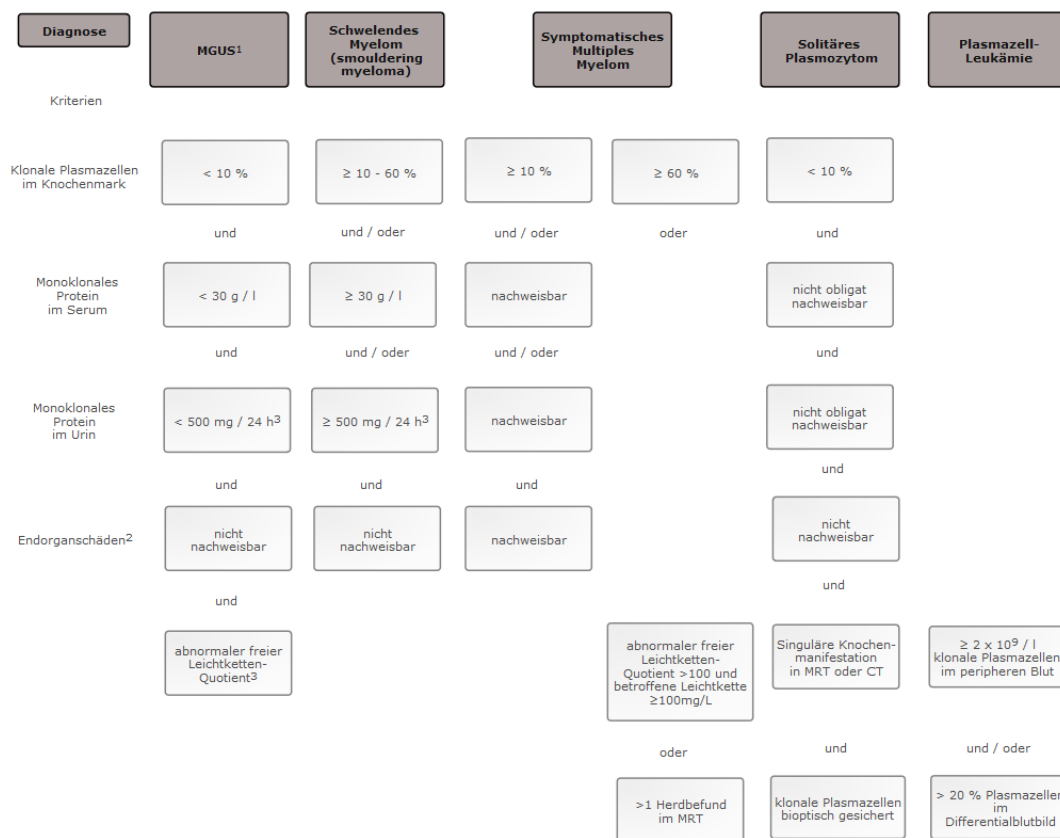 Diagnose
MGUS1
Schwelendes
Myelom
(smouldering
myeloma)
Symptomatisches
Multiples
Myelom
Solitäres
Plasmozytom
Plasmazell-
Leukämie
Kriterien
Klonale Plasmazellen
im Knochenmark
< 10 %
≥ 10 - 60 %
≥ 10 %
≥ 60 %
< 10 %
und
und / oder
und / oder
oder
und
Monoklonales
Protein
im Serum
< 30 g / l
≥ 30 g / l
nachweisbar
nicht obligat
nachweisbar
und
und / oder
und / oder
und
Monoklonales
Protein
im Urin
< 500 mg / 24 h3
≥ 500 mg / 24 h3
nachweisbar
nicht obligat
nachweisbar
und
und
und
und
Endorganschäden2
nicht
nachweisbar
nicht
nachweisbar
nachweisbar
nicht
nachweisbar
und
und
abnormaler freier
Leichtketten-
Quotient3
abnormaler freier
Leichtketten-
Quotient >100 und
betroffene Leichtkette
≥100mg/L
Singuläre Knochen-
manifestation
in MRT oder CT
≥ 2 x 109 / l
klonale Plasmazellen
im peripheren Blut
oder
und
und / oder
>1 Herdbefund
im MRT
klonale Plasmazellen
bioptisch gesichert
> 20 % Plasmazellen
im
Differentialblutbild